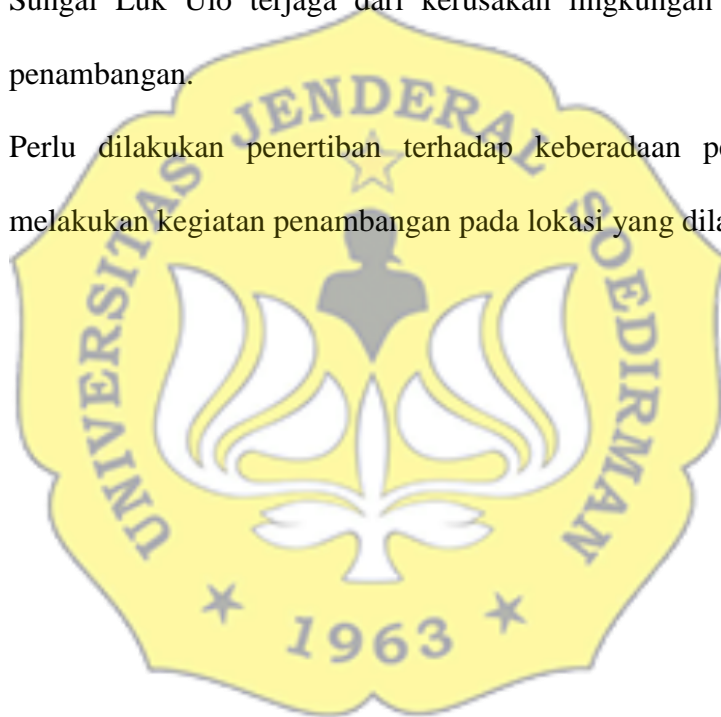 Sungai Luk Ulo terjaga dari kerusakan lingkungan
penambangan.
Perlu dilakukan penertiban terhadap keberadaan
melakukan kegiatan penambangan pada lokasi yang
UNIVERSITAS JENDERAL SOEDIRMAN
1963